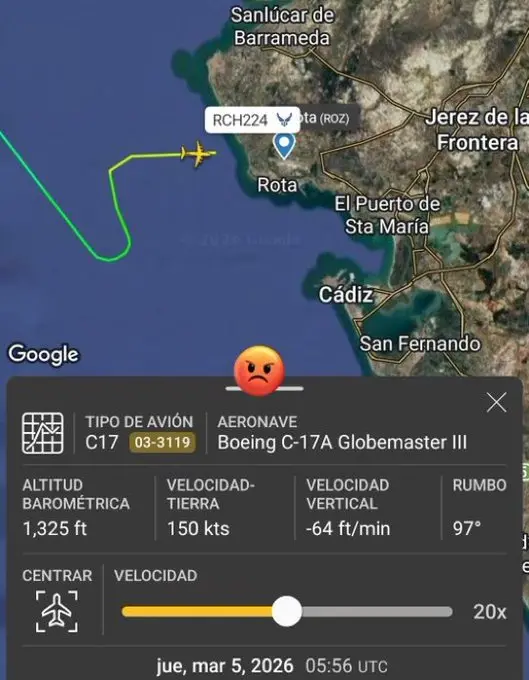 Sanlúcar de
Barrameda
RCH224
ta (ROZ)
Jerez de la
Frontera
Rota
El Puerto de
Sta María
Cádiz
San Fernando
Google
TIPO DE AVIÓN
C17 03-3119
AERONAVE
Boeing C-17A Globemaster III
ALTITUD
BAROMÉTRICA
1,325 ft
VELOCIDAD-
TIERRA
150 kts
VELOCIDAD
VERTICAL
-64 ft/min
RUMBO
97°
CENTRAR
VELOCIDAD
20x
jue, mar 5, 2026 05:56 UTC